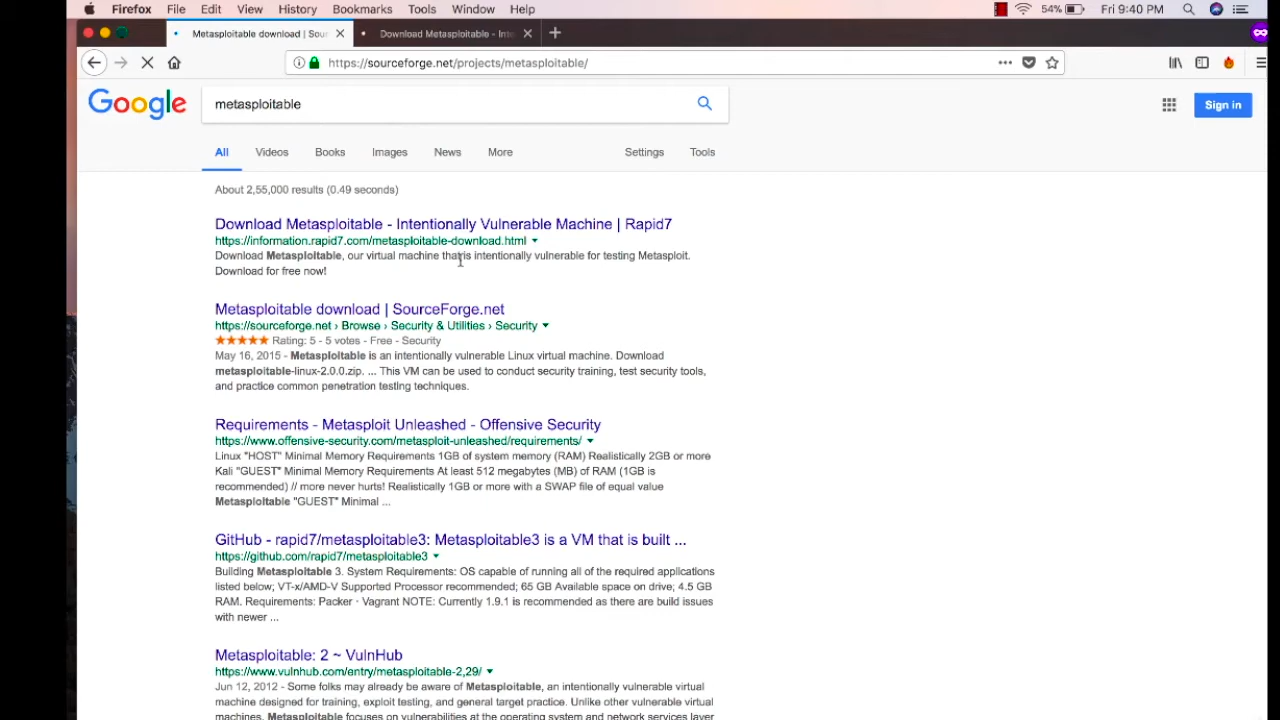 Firefox File Edit View History Bookmarks Tools Window Help 54% Fri 9:40 PM
Metasploitable download | Sou Download Metasploitable - Inte
https://sourceforge.net/projects/metasploitable/
Google metasploitable Sign in
All Videos Books Images News More Settings Tools
About 2,55,000 results (0.49 seconds)
Download Metasploitable - Intentionally Vulnerable Machine | Rapid7
https://information.rapid7.com/metasploitable-download.html
Download Metasploitable, our virtual machine that is intentionally vulnerable for testing Metasploit.
Download for free now!
Metasploitable download | SourceForge.net
https://sourceforge.net › Browse › Security & Utilities › Security
Rating: 5 - 5 votes - Free - Security
May 16, 2015 - Metasploitable is an intentionally vulnerable Linux virtual machine. Download
metasploitable-linux-2.0.0.zip. ... This VM can be used to conduct security training, test security tools,
and practice common penetration testing techniques.
Requirements - Metasploit Unleashed - Offensive Security
https://www.offensive-security.com/metasploit-unleashed/requirements/
Linux "HOST" Minimal Memory Requirements 1GB of system memory (RAM) Realistically 2GB or more
Kali "GUEST" Minimal Memory Requirements At least 512 megabytes (MB) of RAM (1GB is
recommended) // more never hurts! Realistically 1GB or more with a SWAP file of equal value
Metasploitable "GUEST" Minimal ...
GitHub - rapid7/metasploitable3: Metasploitable3 is a VM that is built ...
https://github.com/rapid7/metasploitable3
Building Metasploitable 3. System Requirements: OS capable of running all of the required applications
listed below; VT-x/AMD-V Supported Processor recommended; 65 GB Available space on drive; 4.5 GB
RAM. Requirements: Packer · Vagrant NOTE: Currently 1.9.1 is recommended as there are build issues
with newer ...
Metasploitable: 2 ~ VulnHub
https://www.vulnhub.com/entry/metasploitable-2,29/
Jun 12, 2012 - Some folks may already be aware of Metasploitable, an intentionally vulnerable virtual
machine designed for training, exploit testing, and general target practice. Unlike other vulnerable virtual
machines, Metasploitable focuses on vulnerabilities at the operating system and network services layer